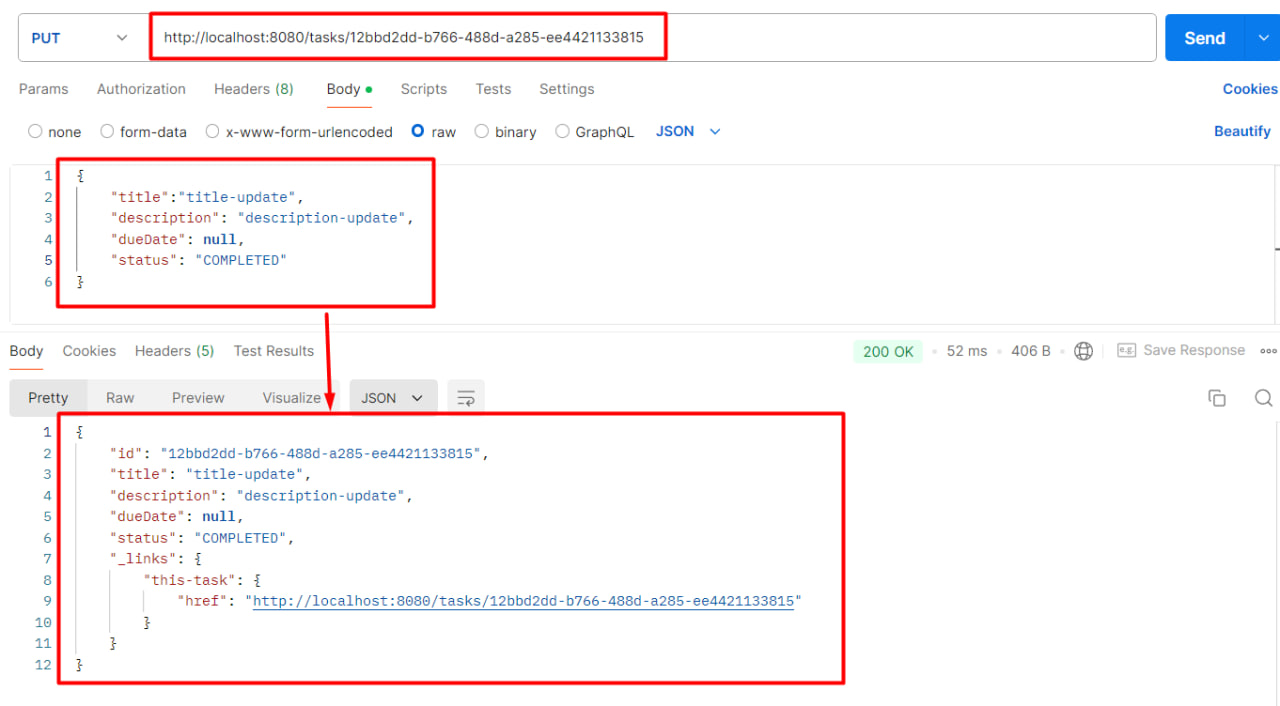 PUT http://localhost:8080/tasks/12bbd2dd-b766-488d-a285-ee4421133815 Send
Params Authorization Headers (8) Body Scripts Tests Settings Cookies
none form-data x-www-form-urlencoded raw binary GraphQL JSON Beautify
1 {
2 "title":"title-update",
3 "description": "description-update",
4 "dueDate": null,
5 "status": "COMPLETED"
6 }
Body Cookies Headers (5) Test Results 200 OK 52 ms 406 B e.g. Save Response
Pretty Raw Preview Visualize JSON
1 {
2 "id": "12bbd2dd-b766-488d-a285-ee4421133815",
3 "title": "title-update",
4 "description": "description-update",
5 "dueDate": null,
6 "status": "COMPLETED",
7 "_links": {
8 "this-task": {
9 "href": "http://localhost:8080/tasks/12bbd2dd-b766-488d-a285-ee4421133815"
10 }
11 }
12 }